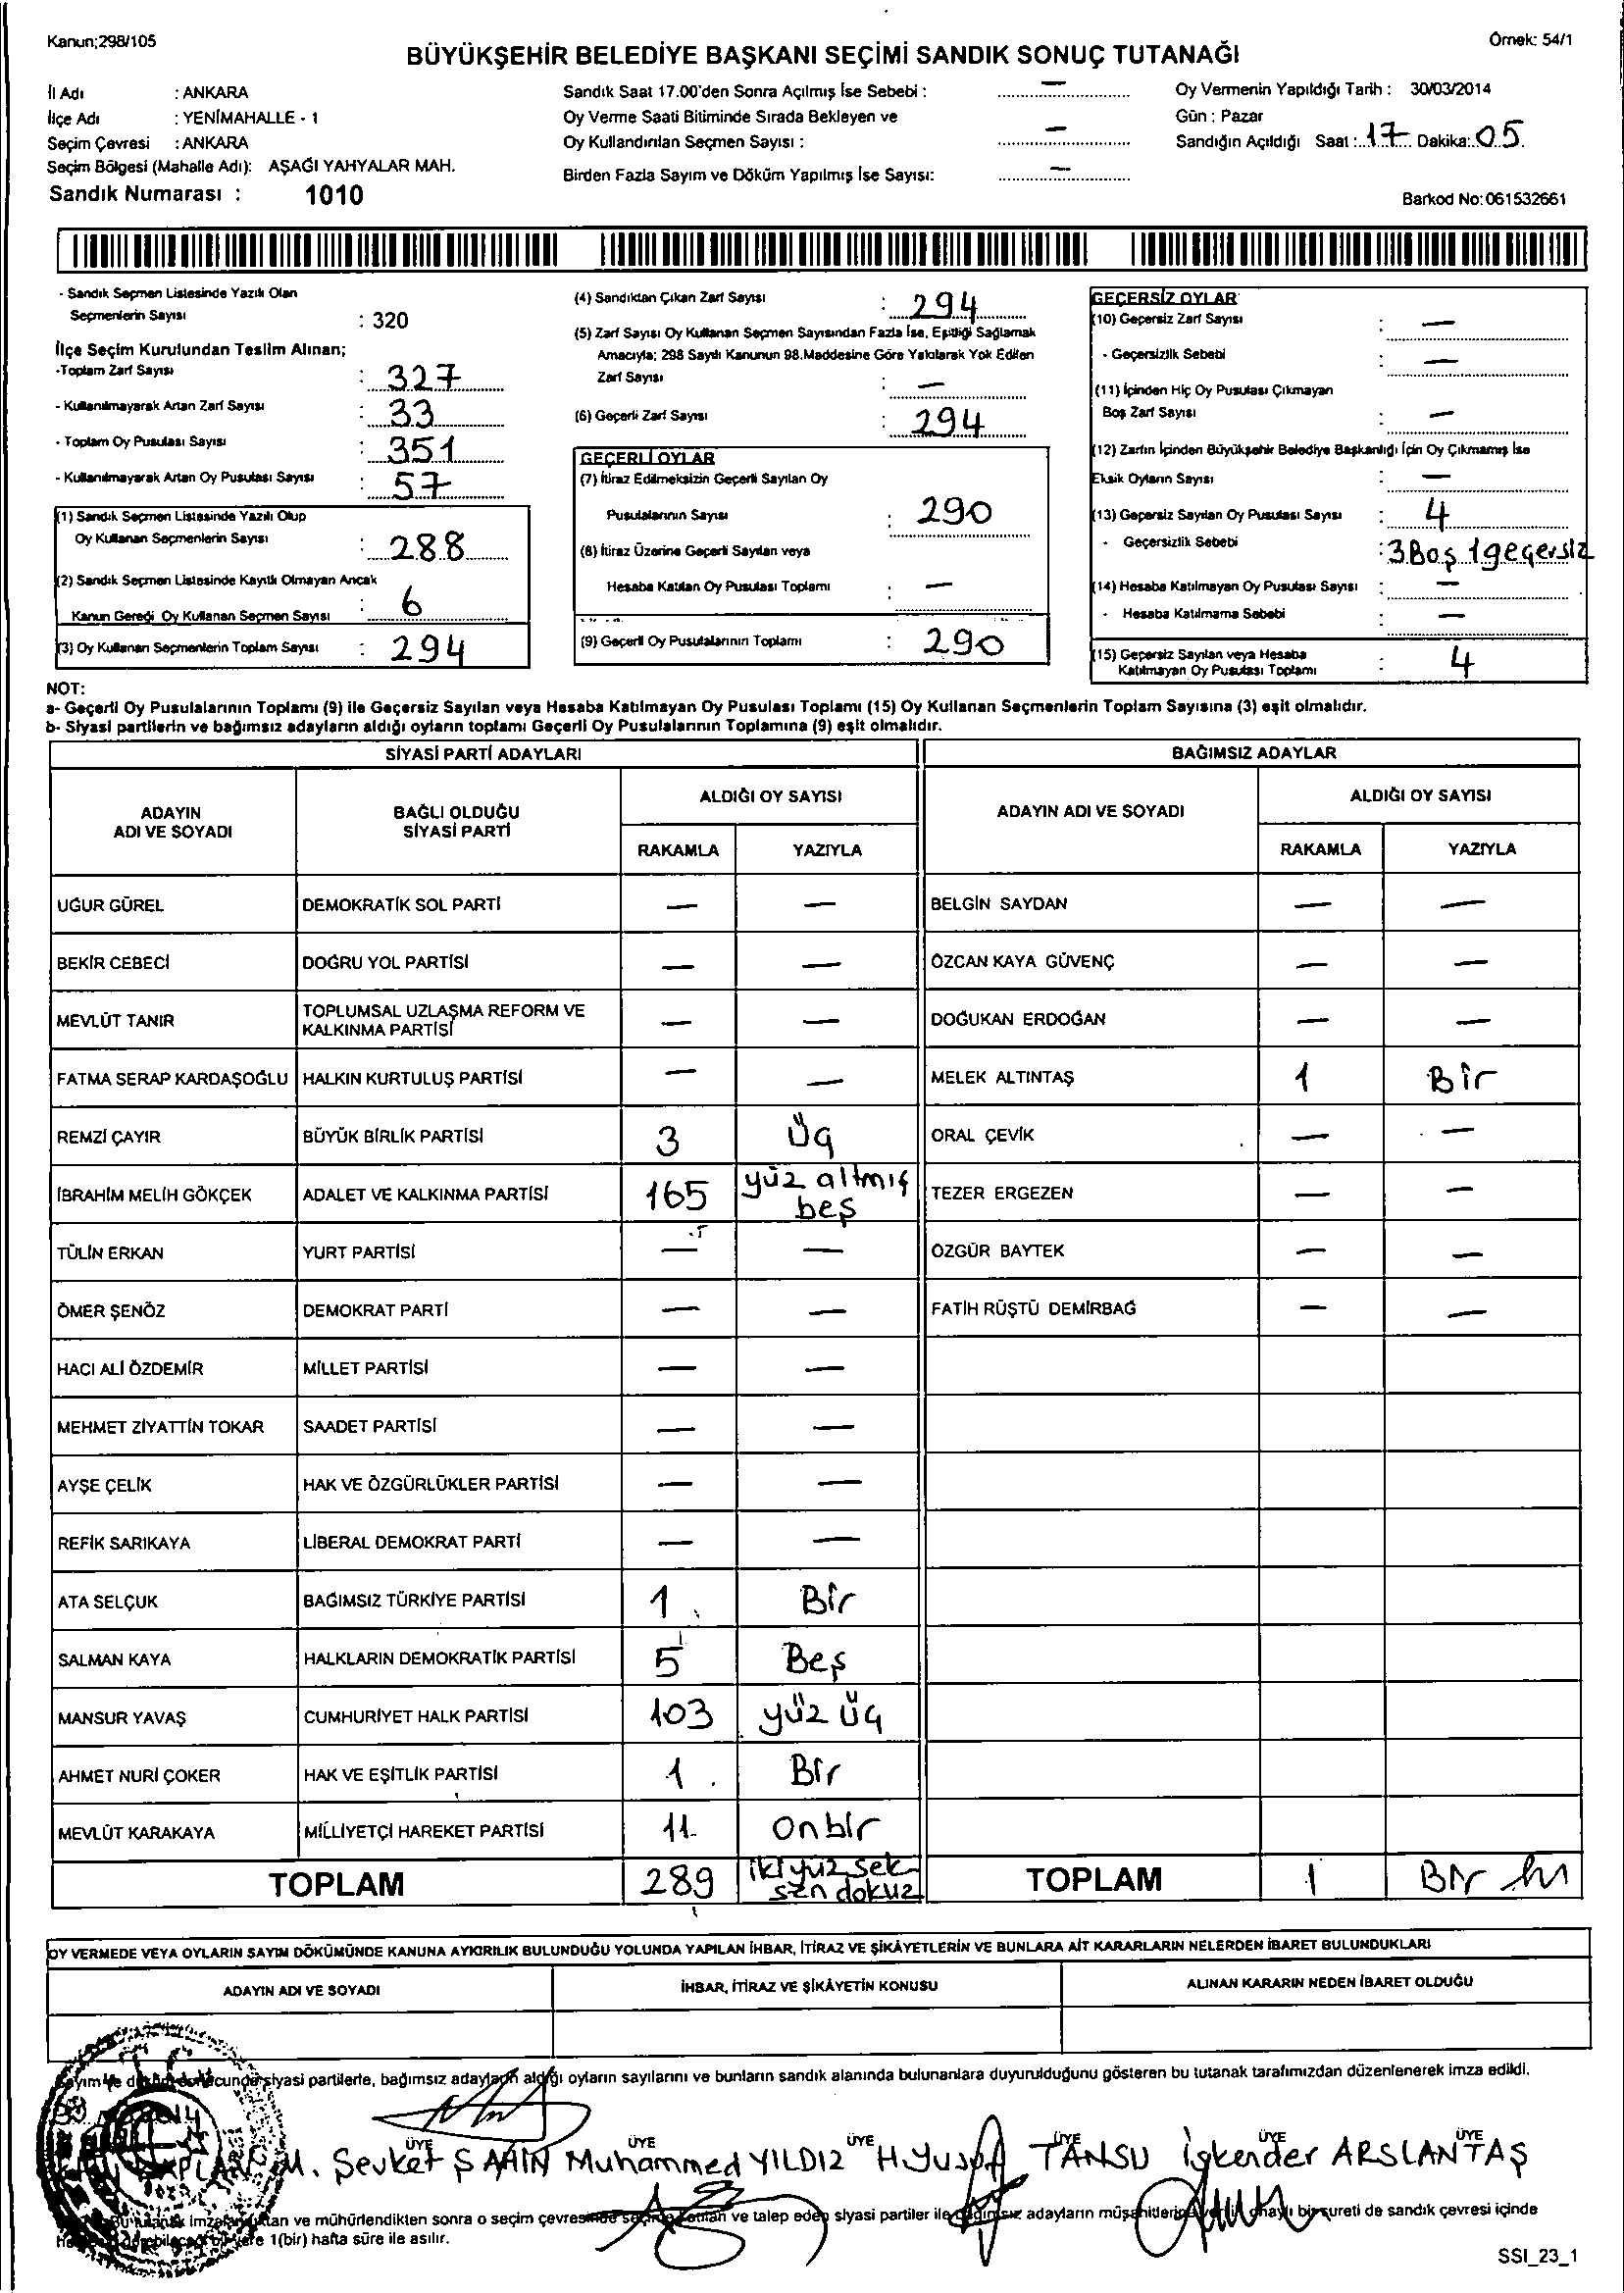 Kanun;298/105
Örnek: 54/1
BÜYÜKŞEHİR BELEDİYE BAŞKANI SEÇİMİ SANDIK SONUÇ TUTANAĞI
İl Adı : ANKARA
İlçe Adı : YENİMAHALLE - 1
Seçim Çevresi : ANKARA
Seçim Bölgesi (Mahalle Adı): AŞAĞI YAHYALAR MAH.
Sandık Numarası : 1010
Sandık Saat 17.00'den Sonra Açılmış İse Sebebi : —
Oy Verme Saati Bitiminde Sırada Bekleyen ve
Oy Kullandırılan Seçmen Sayısı : —
Birden Fazla Sayım ve Döküm Yapılmış İse Sayısı: —
Oy Vermenin Yapıldığı Tarih : 30/03/2014
Gün : Pazar
Sandığın Açıldığı Saat : 17 Dakika: 05
Barkod No: 061532661
- Sandık Seçmen Listesinde Yazılı Olan
Seçmenlerin Sayısı : 320
İlçe Seçim Kurulundan Teslim Alınan;
-Toplam Zarf Sayısı : 327
- Kullanılmayarak Artan Zarf Sayısı : 33
- Toplam Oy Pusulası Sayısı : 351
- Kullanılmayarak Artan Oy Pusulası Sayısı : 57
(1) Sandık Seçmen Listesinde Yazılı Olup
Oy Kullanan Seçmenlerin Sayısı : 288
(2) Sandık Seçmen Listesinde Kayıtlı Olmayan Ancak
Kanun Gereği Oy Kullanan Seçmen Sayısı : 6
(3) Oy Kullanan Seçmenlerin Toplam Sayısı : 294
(4) Sandıktan Çıkan Zarf Sayısı : 294
(5) Zarf Sayısı Oy Kullanan Seçmen Sayısından Fazla İse, Eşitliği Sağlamak
Amacıyla; 298 Sayılı Kanunun 98.Maddesine Göre Yakılarak Yok Edilen
Zarf Sayısı : —
(6) Geçerli Zarf Sayısı : 294
GEÇERLİ OYLAR
(7) İtiraz Edilmeksizin Geçerli Sayılan Oy
Pusulalarının Sayısı : 290
(8) İtiraz Üzerine Geçerli Sayılan veya
Hesaba Katılan Oy Pusulası Toplamı : —
(9) Geçerli Oy Pusulalarının Toplamı : 290
GEÇERSİZ OYLAR
(10) Geçersiz Zarf Sayısı : —
- Geçersizlik Sebebi : —
(11) İçinden Hiç Oy Pusulası Çıkmayan
Boş Zarf Sayısı : —
(12) Zarfın İçinden Büyükşehir Belediye Başkanlığı İçin Oy Çıkmamış İse
Eksik Oyların Sayısı : —
(13) Geçersiz Sayılan Oy Pusulası Sayısı : 4
- Geçersizlik Sebebi : 3 Boş 1 geçersiz
(14) Hesaba Katılmayan Oy Pusulası Sayısı : —
- Hesaba Katılmama Sebebi : —
(15) Geçersiz Sayılan veya Hesaba
Katılmayan Oy Pusulası Toplamı : 4
NOT:
a- Geçerli Oy Pusulalarının Toplamı (9) ile Geçersiz Sayılan veya Hesaba Katılmayan Oy Pusulası Toplamı (15) Oy Kullanan Seçmenlerin Toplam Sayısına (3) eşit olmalıdır.
b- Siyasi partilerin ve bağımsız adayların aldığı oyların toplamı Geçerli Oy Pusulalarının Toplamına (9) eşit olmalıdır.
SİYASİ PARTİ ADAYLARI BAĞIMSIZ ADAYLAR
ADAYIN ADI VE SOYADI BAĞLI OLDUĞU SİYASİ PARTİ ALDIĞI OY SAYISI ADAYIN ADI VE SOYADI ALDIĞI OY SAYISI
RAKAMLA YAZIYLA RAKAMLA YAZIYLA
UĞUR GÜREL DEMOKRATİK SOL PARTİ — — BELGİN SAYDAN — —
BEKİR CEBECİ DOĞRU YOL PARTİSİ — — ÖZCAN KAYA GÜVENÇ — —
MEVLÜT TANIR TOPLUMSAL UZLAŞMA REFORM VE KALKINMA PARTİSİ — — DOĞUKAN ERDOĞAN — —
FATMA SERAP KARDAŞOĞLU HALKIN KURTULUŞ PARTİSİ — — MELEK ALTINTAŞ 1 Bir
REMZİ ÇAYIR BÜYÜK BİRLİK PARTİSİ 3 Üç ORAL ÇEVİK — —
İBRAHİM MELİH GÖKÇEK ADALET VE KALKINMA PARTİSİ 165 yüz altmış beş TEZER ERGEZEN — —
TÜLİN ERKAN YURT PARTİSİ — — ÖZGÜR BAYTEK — —
ÖMER ŞENÖZ DEMOKRAT PARTİ — — FATİH RÜŞTÜ DEMİRBAĞ — —
HACI ALİ ÖZDEMİR MİLLET PARTİSİ — —
MEHMET ZİYATTİN TOKAR SAADET PARTİSİ — —
AYŞE ÇELİK HAK VE ÖZGÜRLÜKLER PARTİSİ — —
REFİK SARIKAYA LİBERAL DEMOKRAT PARTİ — —
ATA SELÇUK BAĞIMSIZ TÜRKİYE PARTİSİ 1 Bir
SALMAN KAYA HALKLARIN DEMOKRATİK PARTİSİ 5 Beş
MANSUR YAVAŞ CUMHURİYET HALK PARTİSİ 103 yüz üç
AHMET NURİ ÇOKER HAK VE EŞİTLİK PARTİSİ 1 Bir
MEVLÜT KARAKAYA MİLLİYETÇİ HAREKET PARTİSİ 11 onbir
TOPLAM 289 ikiyüz seksen dokuz TOPLAM 1 Bir
OY VERMEDE VEYA OYLARIN SAYIM DÖKÜMÜNDE KANUNA AYKIRILIK BULUNDUĞU YOLUNDA YAPILAN İHBAR, İTİRAZ VE ŞİKAYETLERİN VE BUNLARA AİT KARARLARIN NELERDEN İBARET BULUNDUKLARI
ADAYIN ADI VE SOYADI İHBAR, İTİRAZ VE ŞİKAYETİN KONUSU ALINAN KARARIN NEDEN İBARET OLDUĞU
siyasi partilerle, bağımsız adayların aldığı oyların sayılarını ve bunların sandık alanında bulunanlara duyurulduğunu gösteren bu tutanak tarafımızdan düzenlenerek imza edildi.
ÜYE ÜYE ÜYE ÜYE ÜYE ÜYE
M. Şevket ŞAHİN Muhammed YILDIZ H.Yusuf TANSU İskender ARSLANTAŞ
ve mühürlendikten sonra o seçim çevresinde ve talep eden siyasi partiler ile bağımsız adayların müşahitlerine bir sureti de sandık çevresi içinde
1(bir) hafta süre ile asılır.
SSI_23_1